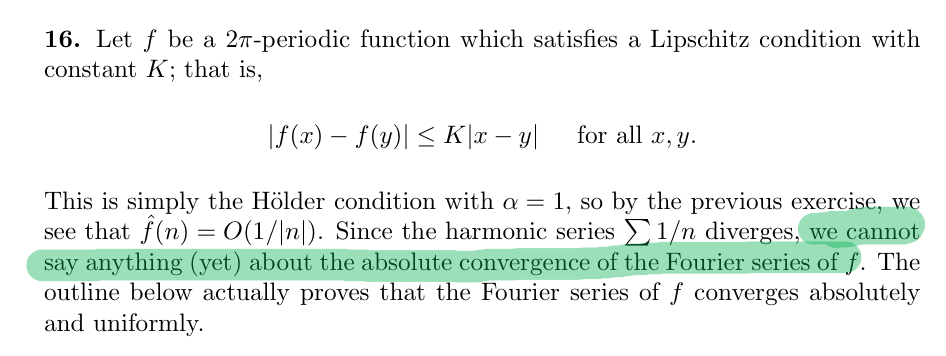 16. Let f be a 2π-periodic function which satisfies a Lipschitz condition with
constant K; that is,
|f(x) − f(y)| ≤ K|x − y| for all x, y.
This is simply the Hölder condition with α = 1, so by the previous exercise, we
see that f̂(n) = O(1/|n|). Since the harmonic series ∑ 1/n diverges, we cannot
say anything (yet) about the absolute convergence of the Fourier series of f. The
outline below actually proves that the Fourier series of f converges absolutely
and uniformly.